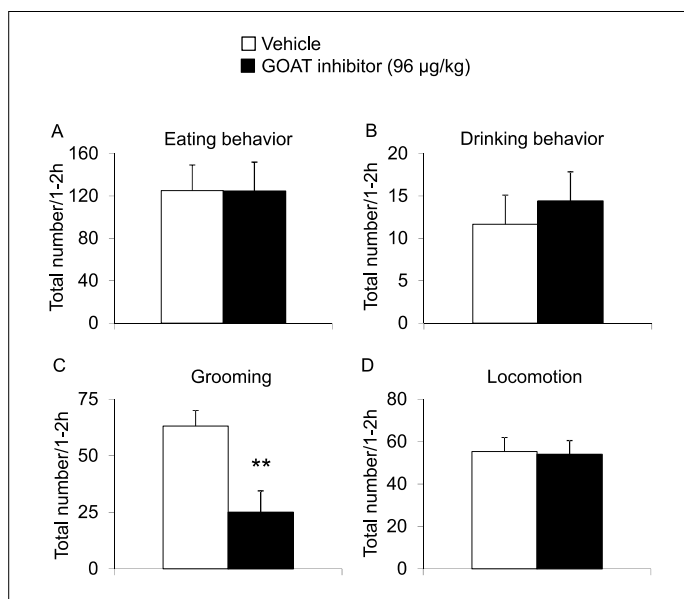 Vehicle
GOAT inhibitor (96 µg/kg)
A
Eating behavior
Total number/1-2h
160
120
80
40
0
B
Drinking behavior
Total number/1-2h
20
15
10
5
0
C
Grooming
Total number/1-2h
75
50
25
0
**
D
Locomotion
Total number/1-2h
80
60
40
20
0